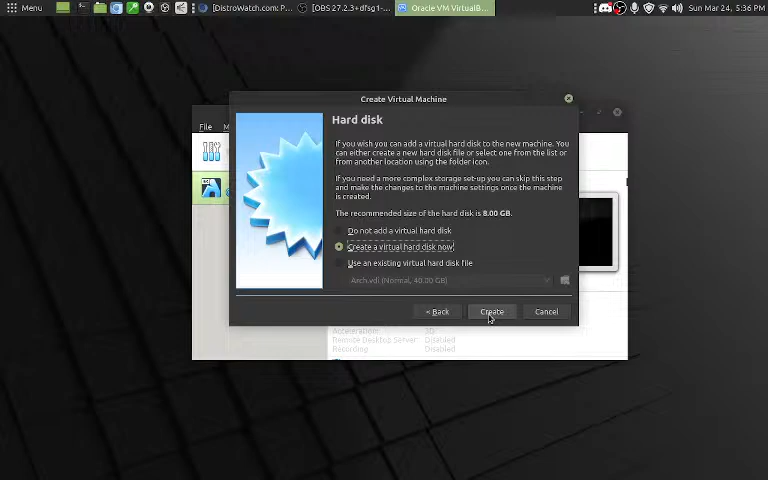 Menu
[DistroWatch.com: P...
[OBS 27.2.3+dfsg1-...
Oracle VM VirtualB...
Sun Mar 24, 5:36 PM
Create Virtual Machine
File
Hard disk
If you wish you can add a virtual hard disk to the new machine. You
can either create a new hard disk file or select one from the list or
from another location using the folder icon.
If you need a more complex storage set-up you can skip this step
and make the changes to the machine settings once the machine
is created.
The recommended size of the hard disk is 8.00 GB.
Do not add a virtual hard disk
Create a virtual hard disk now
Use an existing virtual hard disk file
Arch.vdi (Normal, 40.00 GB)
< Back
Create
Cancel
Acceleration: 3D
Remote Desktop Server: Disabled
Recording: Disabled